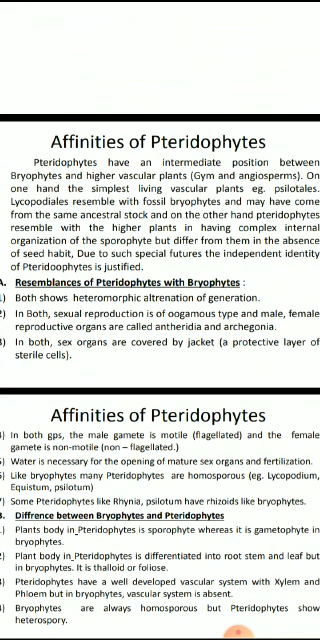 Affinities of Pteridophytes
Pteridophytes have an intermediate position between
Bryophytes and higher vascular plants (Gym and angiosperms). On
one hand the simplest living vascular plants eg. psilotales.
Lycopodiales resemble with fossil bryophytes and may have come
from the same ancestral stock and on the other hand pteridophytes
resemble with the higher plants in having complex internal
organization of the sporophyte but differ from them in the absence
of seed habit, Due to such special futures the independent identity
of Pteridoophytes is justified.
A. Resemblances of Pteridophytes with Bryophytes :
1) Both shows heteromorphic altrenation of generation.
2) In Both, sexual reproduction is of oogamous type and male, female
reproductive organs are called antheridia and archegonia.
3) In both, sex organs are covered by jacket (a protective layer of
sterile cells).
Affinities of Pteridophytes
4) In both gps, the male gamete is motile (flagellated) and the female
gamete is non-motile (non – flagellated.)
5) Water is necessary for the opening of mature sex organs and fertilization.
6) Like bryophytes many Pteridophytes are homosporous (eg. Lycopodium,
Equistum, psilotum)
7) Some Pteridophytes like Rhynia, psilotum have rhizoids like bryophytes.
B. Diffrence between Bryophytes and Pteridophytes
1) Plants body in Pteridophytes is sporophyte whereas it is gametophyte in
bryophytes.
2) Plant body in Pteridophytes is differentiated into root stem and leaf but
in bryophytes. It is thalloid or foliose.
3) Pteridophytes have a well developed vascular system with Xylem and
Phloem but in bryophytes, vascular system is absent.
4) Bryophytes are always homosporous but Pteridophytes show
heterospory.